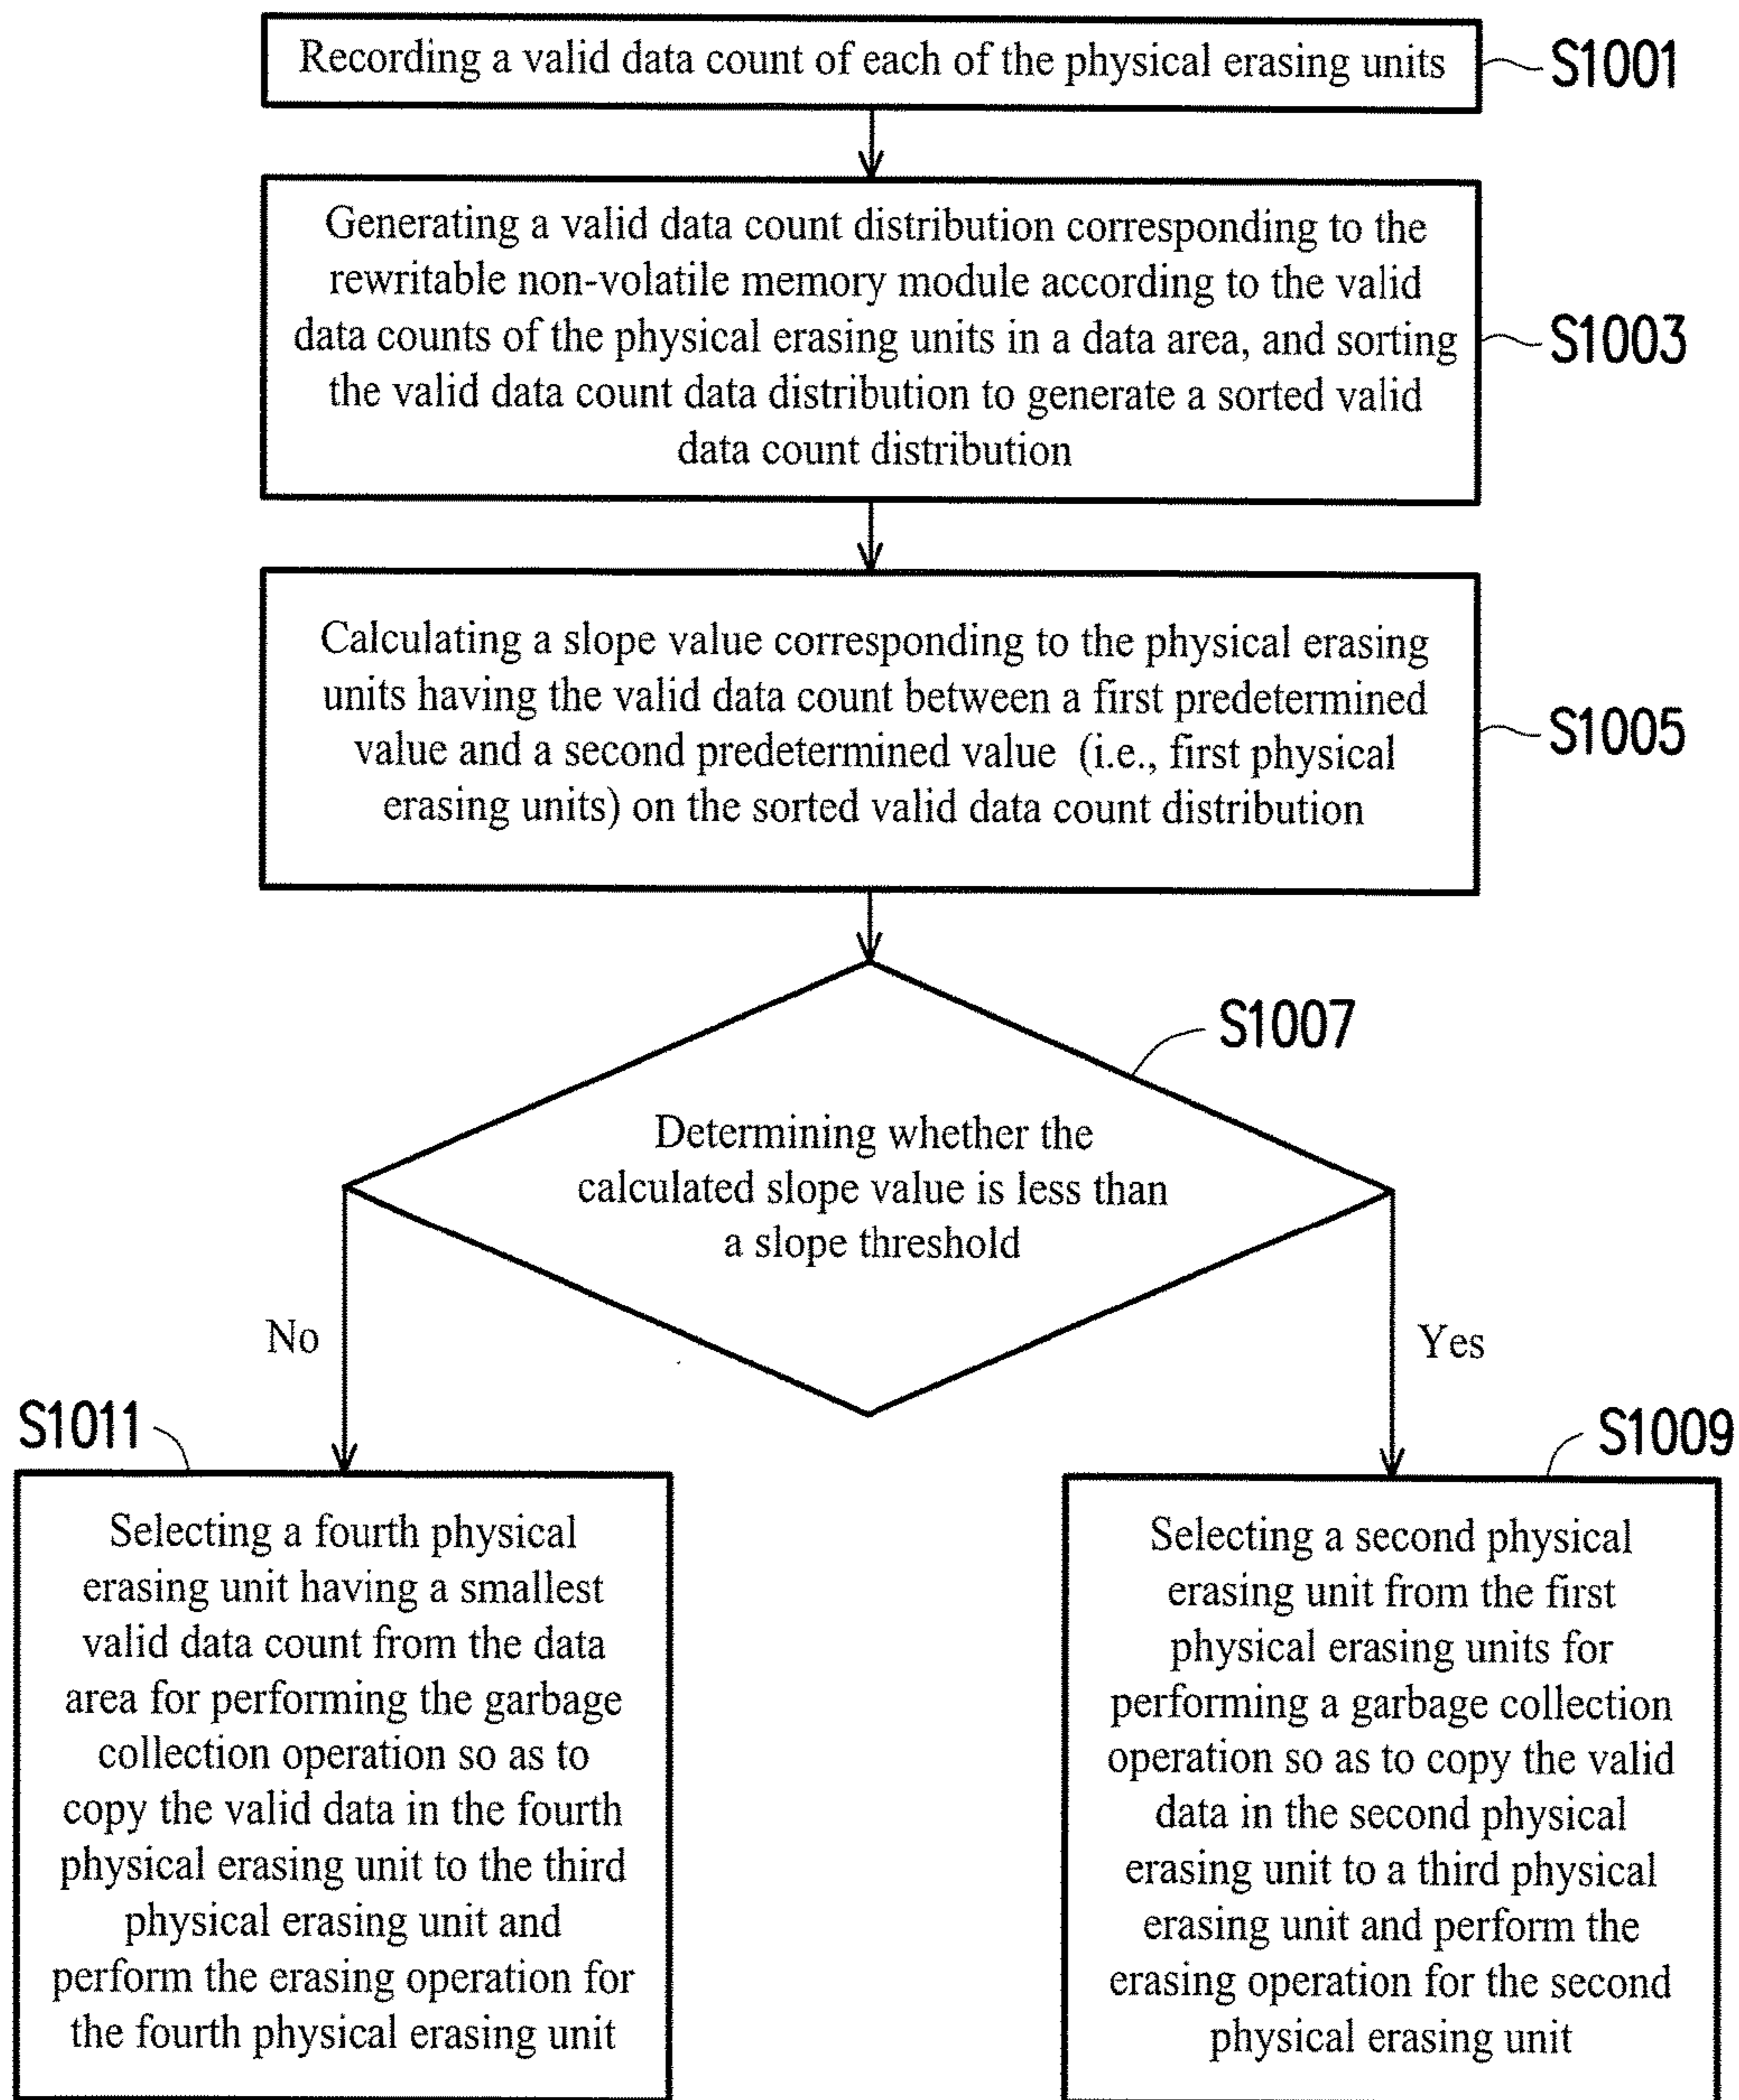 Recording a valid data count of each of the physical erasing units
S1001
Generating a valid data count distribution corresponding to the
rewritable non-volatile memory module according to the valid
data counts of the physical erasing units in a data area, and sorting
the valid data count data distribution to generate a sorted valid
data count distribution
S1003
Calculating a slope value corresponding to the physical erasing
units having the valid data count between a first predetermined
value and a second predetermined value (i.e., first physical
erasing units) on the sorted valid data count distribution
S1005
S1007
Determining whether the
calculated slope value is less than
a slope threshold
No
Yes
S1011
Selecting a fourth physical
erasing unit having a smallest
valid data count from the data
area for performing the garbage
collection operation so as to
copy the valid data in the fourth
physical erasing unit to the third
physical erasing unit and
perform the erasing operation for
the fourth physical erasing unit
S1009
Selecting a second physical
erasing unit from the first
physical erasing units for
performing a garbage collection
operation so as to copy the valid
data in the second physical
erasing unit to a third physical
erasing unit and perform the
erasing operation for the second
physical erasing unit